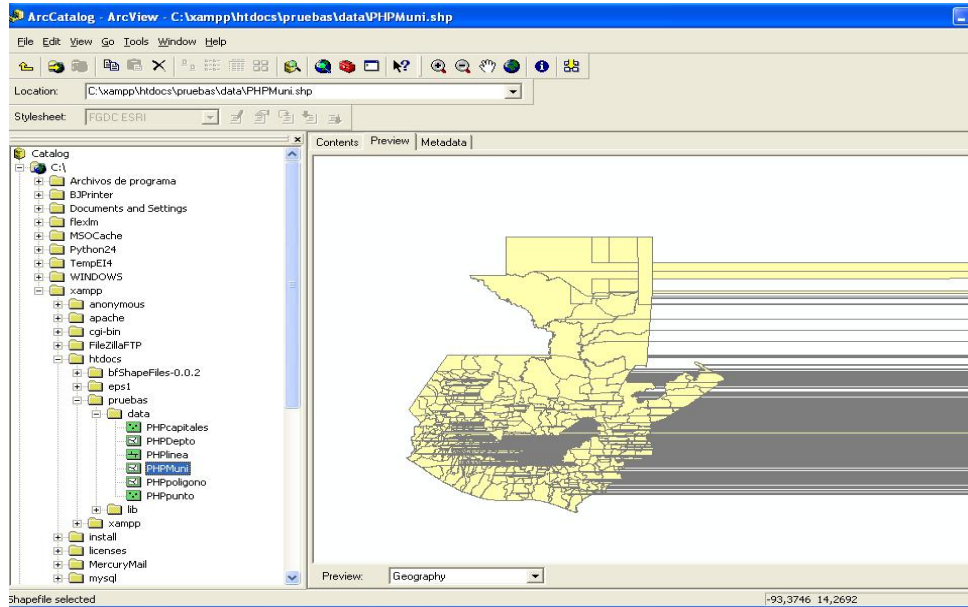 ArcCatalog - ArcView - C:\xampp\htdocs\pruebas\data\PHPMuni.shp
File Edit View Go Tools Window Help
Location: C:\xampp\htdocs\pruebas\data\PHPMuni.shp
Stylesheet: FGDC ESRI
Contents Preview Metadata
Catalog
C:\
Archivos de programa
BJPrinter
Documents and Settings
flexlm
MSOCache
Python24
TempEI4
WINDOWS
xampp
anonymous
apache
cgi-bin
FileZillaFTP
htdocs
bfShapeFiles-0.0.2
eps1
pruebas
data
PHPcapitales
PHPDepto
PHPlinea
PHPMuni
PHPpoligono
PHPpunto
lib
xampp
install
licenses
MercuryMail
mysql
Preview: Geography
Shapefile selected
-93,3746 14,2692